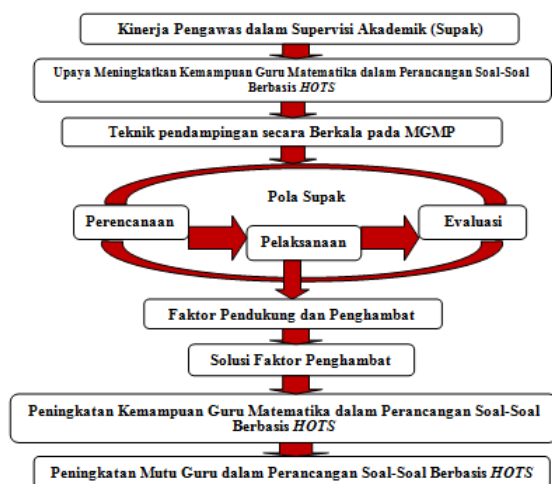 Kinerja Pengawas dalam Supervisi Akademik (Supak)
Upaya Meningkatkan Kemampuan Guru Matematika dalam Perancangan Soal-Soal
Berbasis HOTS
Teknik pendampingan secara Berkala pada MGMP
Pola Supak
Perencanaan
Pelaksanaan
Evaluasi
Faktor Pendukung dan Penghambat
Solusi Faktor Penghambat
Peningkatan Kemampuan Guru Matematika dalam Perancangan Soal-Soal
Berbasis HOTS
Peningkatan Mutu Guru dalam Perancangan Soal-Soal Berbasis HOTS